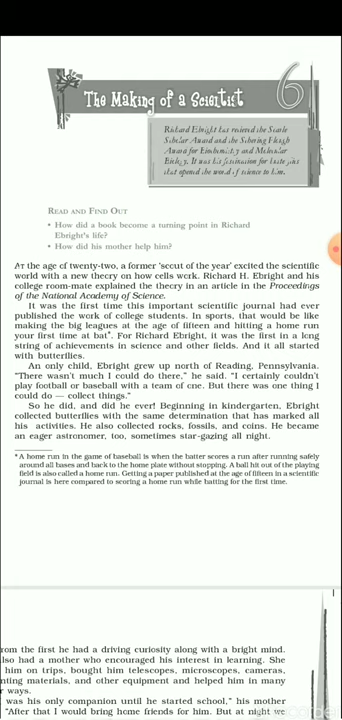 The Making of a Scientist
6
Richard Ebright has recieved the Searle
Scholar Award and the Schering Plough
Award for Biochemistry and Molecular
Biology. It was his fascination for butterflies
that opened the world of science to him.
READ AND FIND OUT
• How did a book become a turning point in Richard
Ebright's life?
• How did his mother help him?
AT the age of twenty-two, a former 'scout of the year' excited the scientific
world with a new theory on how cells work. Richard H. Ebright and his
college room-mate explained the theory in an article in the Proceedings
of the National Academy of Science.
It was the first time this important scientific journal had ever
published the work of college students. In sports, that would be like
making the big leagues at the age of fifteen and hitting a home run
your first time at bat*. For Richard Ebright, it was the first in a long
string of achievements in science and other fields. And it all started
with butterflies.
An only child, Ebright grew up north of Reading, Pennsylvania.
"There wasn't much I could do there," he said. "I certainly couldn't
play football or baseball with a team of one. But there was one thing I
could do — collect things."
So he did, and did he ever! Beginning in kindergarten, Ebright
collected butterflies with the same determination that has marked all
his activities. He also collected rocks, fossils, and coins. He became
an eager astronomer, too, sometimes star-gazing all night.
* A home run in the game of baseball is when the batter scores a run after running safely
around all bases and back to the home plate without stopping. A ball hit out of the playing
field is also called a home run. Getting a paper published at the age of fifteen in a scientific
journal is here compared to scoring a home run while batting for the first time.
rom the first he had a driving curiosity along with a bright mind.
lso had a mother who encouraged his interest in learning. She
him on trips, bought him telescopes, microscopes, cameras,
nting materials, and other equipment and helped him in many
r ways.
was his only companion until he started school," his mother
"After that I would bring home friends for him. But at night we